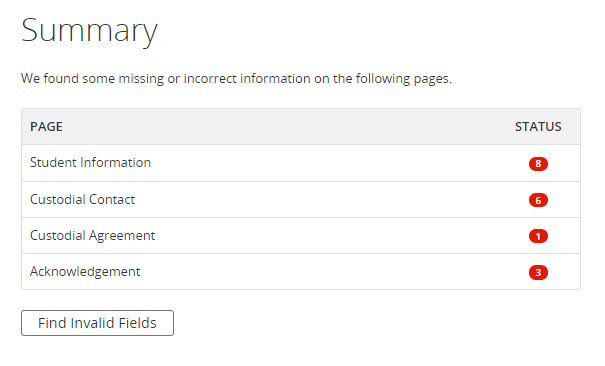 Summary
We found some missing or incorrect information on the following pages.
PAGE STATUS
Student Information 8
Custodial Contact 6
Custodial Agreement 1
Acknowledgement 3
Find Invalid Fields